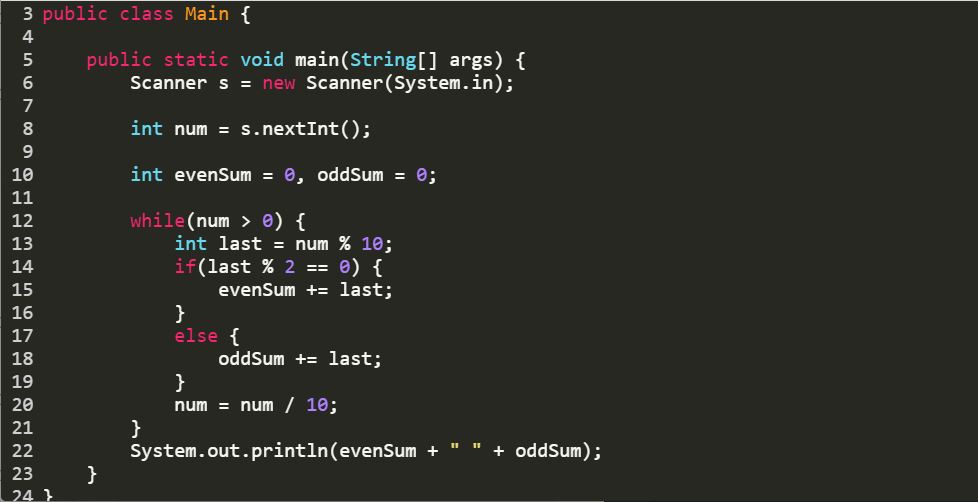 3 public class Main {
4
5     public static void main(String[] args) {
6         Scanner s = new Scanner(System.in);
7
8         int num = s.nextInt();
9
10         int evenSum = 0, oddSum = 0;
11
12         while(num > 0) {
13             int last = num % 10;
14             if(last % 2 == 0) {
15                 evenSum += last;
16             }
17             else {
18                 oddSum += last;
19             }
20             num = num / 10;
21         }
22         System.out.println(evenSum + " " + oddSum);
23     }
24 }